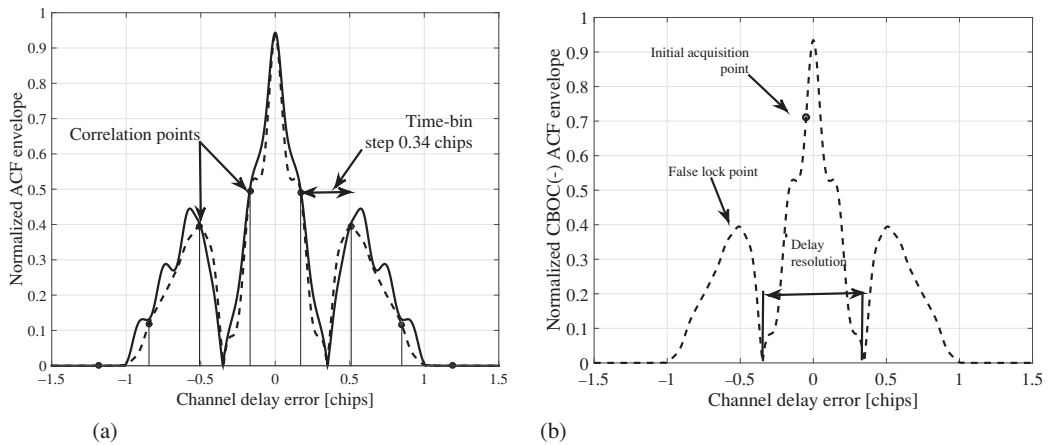 1
0.9
0.8
0.7
0.6
0.5
0.4
0.3
0.2
0.1
0
−1.5
−1
−0.5
0
0.5
1
1.5
Normalized ACF envelope
Channel delay error [chips]
Correlation points
Time-bin
step 0.34 chips
(a)
1
0.9
0.8
0.7
0.6
0.5
0.4
0.3
0.2
0.1
0
−1.5
−1
−0.5
0
0.5
1
1.5
Normalized CBOC(-) ACF envelope
Channel delay error [chips]
Initial acquisition
point
False lock point
Delay
resolution
(b)